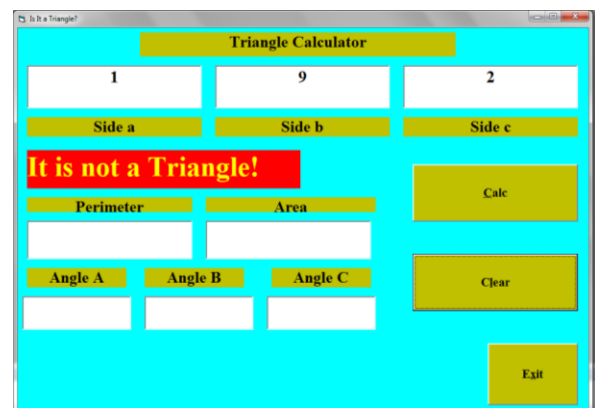 Is It a Triangle?
Triangle Calculator
1 9 2
Side a Side b Side c
It is not a Triangle!
Calc
Perimeter Area
Angle A Angle B Angle C
Clear
Exit